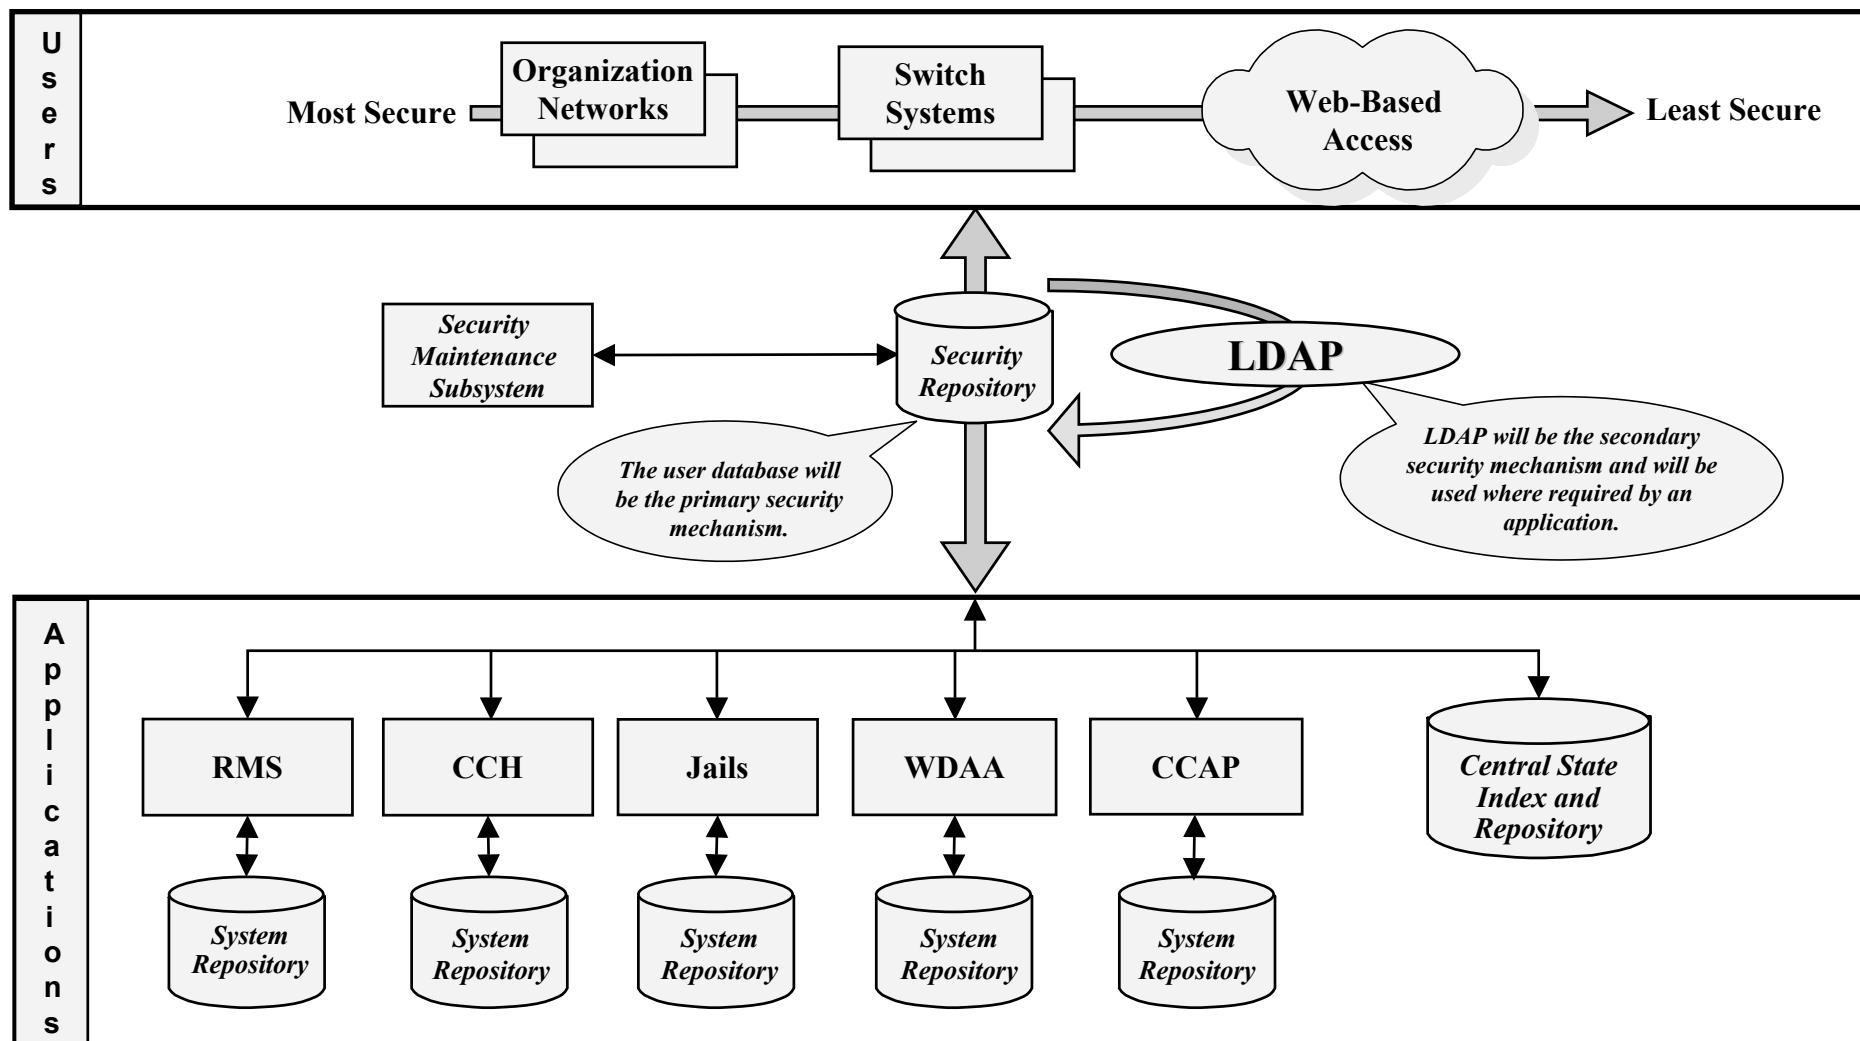 Users
Most Secure
Organization
Networks
Switch
Systems
Web-Based
Access
Least Secure
Security
Maintenance
Subsystem
Security
Repository
LDAP
The user database will
be the primary security
mechanism.
LDAP will be the secondary
security mechanism and will be
used where required by an
application.
Applications
RMS
CCH
Jails
WDAA
CCAP
Central State
Index and
Repository
System
Repository
System
Repository
System
Repository
System
Repository
System
Repository